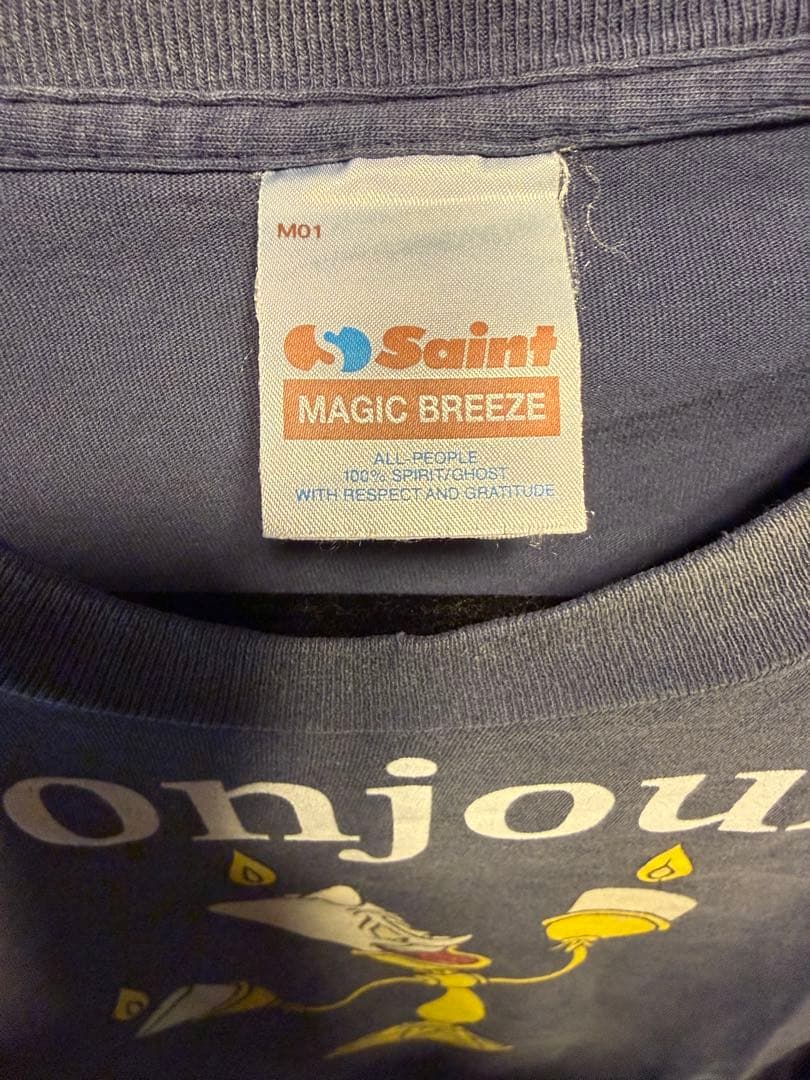 M01
Saint
MAGIC BREEZE
ALL-PEOPLE
100% SPIRIT/GHOST
WITH RESPECT AND GRATITUDE
onjou